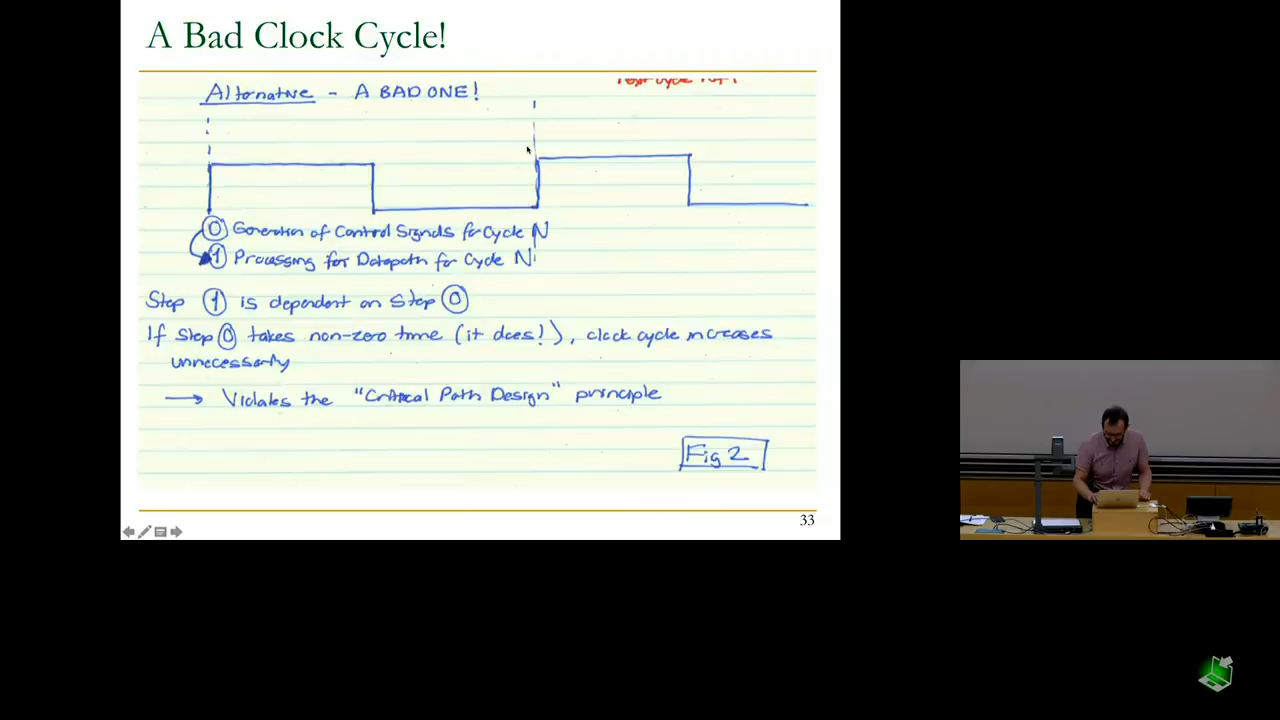 A Bad Clock Cycle!
Alternative - A BAD ONE!
0 Generation of Control Signals for Cycle N
1 Processing for Datapath for Cycle N
Step 1 is dependent on Step 0
If Step 0 takes non-zero time (it does!), clock cycle increases
unnecessarily
→ Violates the "Critical Path Design" principle
Fig 2
33